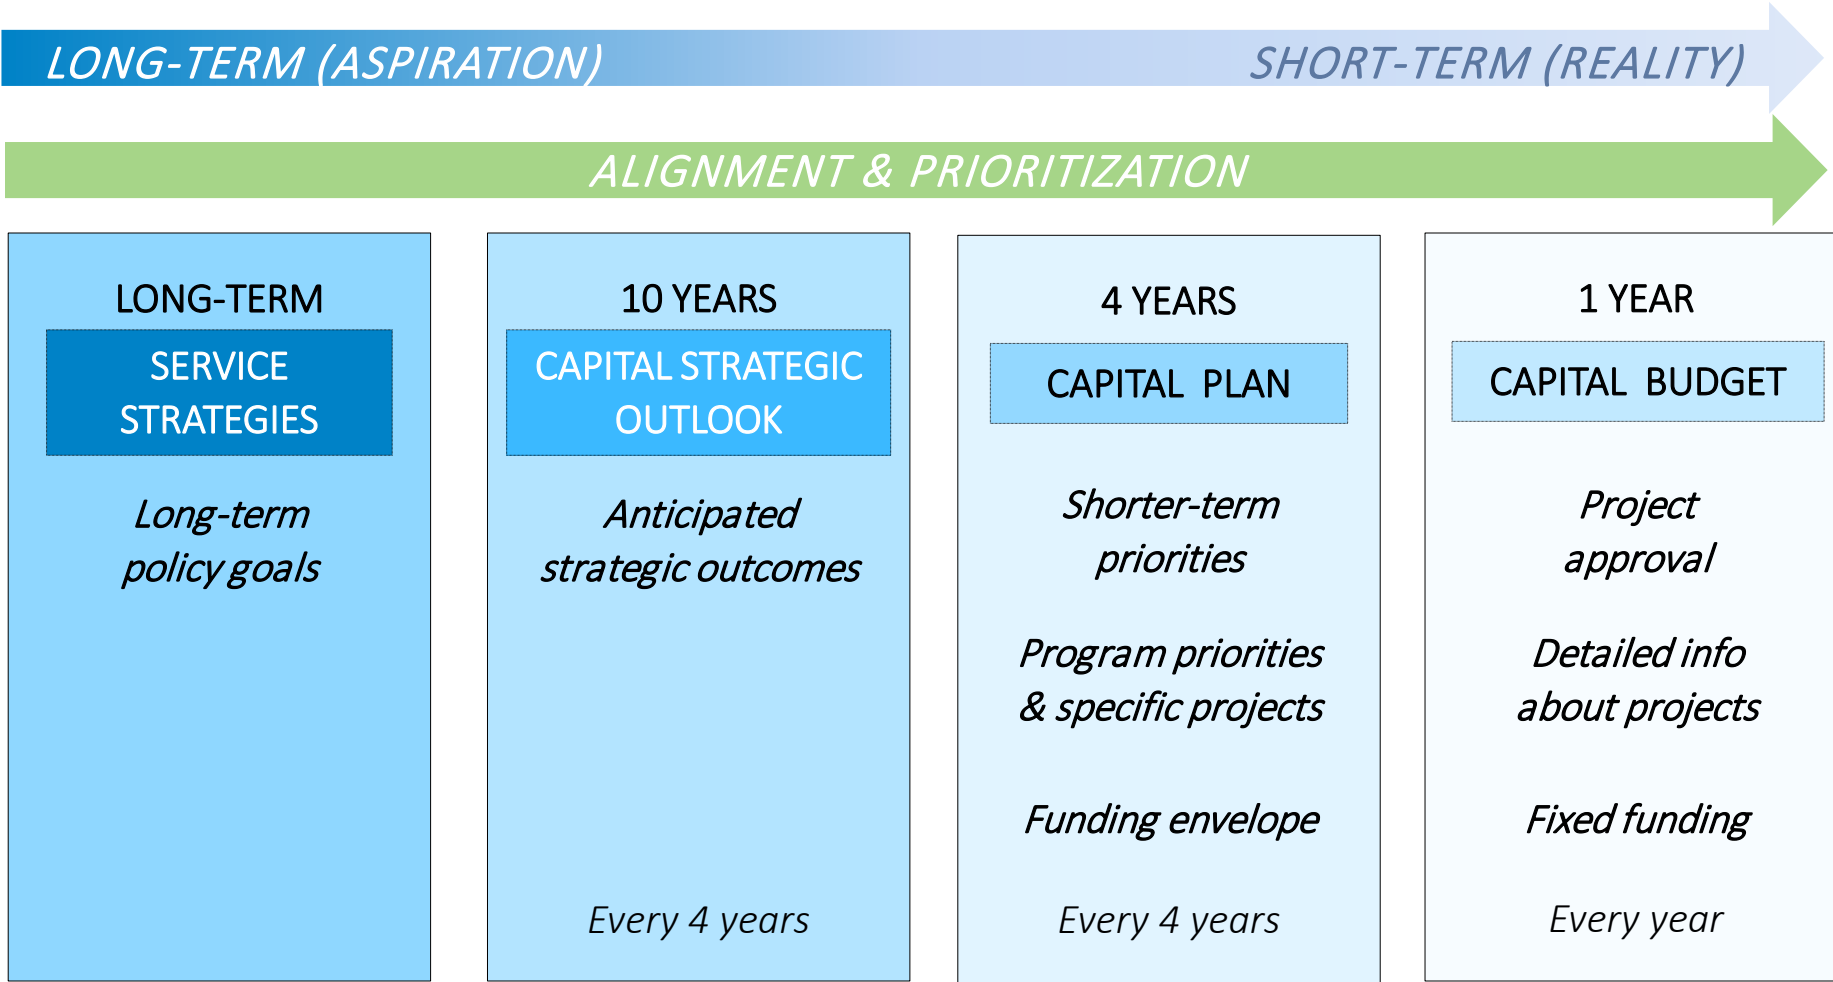 LONG-TERM (ASPIRATION)
SHORT-TERM (REALITY)
ALIGNMENT & PRIORITIZATION
LONG-TERM
SERVICE
STRATEGIES
Long-term
policy goals
10 YEARS
CAPITAL STRATEGIC
OUTLOOK
Anticipated
strategic outcomes
Every 4 years
4 YEARS
CAPITAL PLAN
Shorter-term
priorities
Program priorities
& specific projects
Funding envelope
Every 4 years
1 YEAR
CAPITAL BUDGET
Project
approval
Detailed info
about projects
Fixed funding
Every year